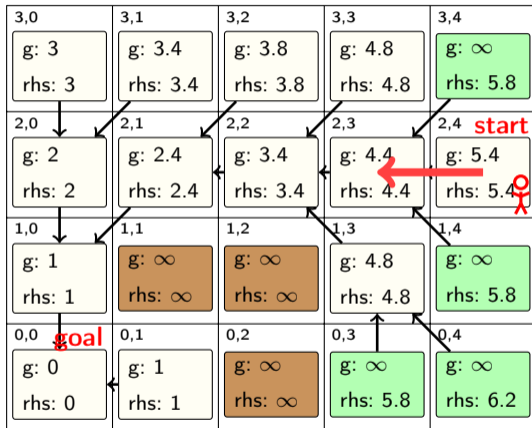 3,0 3,1 3,2 3,3 3,4
g: 3 g: 3.4 g: 3.8 g: 4.8 g: ∞
rhs: 3 rhs: 3.4 rhs: 3.8 rhs: 4.8 rhs: 5.8
2,0 2,1 2,2 2,3 2,4 start
g: 2 g: 2.4 g: 3.4 g: 4.4 g: 5.4
rhs: 2 rhs: 2.4 rhs: 3.4 rhs: 4.4 rhs: 5.4
1,0 1,1 1,2 1,3 1,4
g: 1 g: ∞ g: ∞ g: 4.8 g: ∞
rhs: 1 rhs: ∞ rhs: ∞ rhs: 4.8 rhs: 5.8
0,0 goal 0,1 0,2 0,3 0,4
g: 0 g: 1 g: ∞ g: ∞ g: ∞
rhs: 0 rhs: 1 rhs: ∞ rhs: 5.8 rhs: 6.2